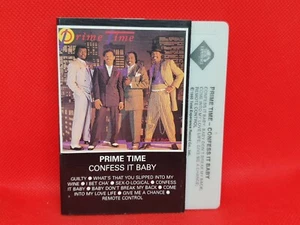 Prime Time
PRIME TIME
CONFESS IT BABY
GUILTY ● WHAT'S THAT YOU SLIPPED INTO MY
WINE ● I BET CHA' ● SEX-O-LOGICAL ● CONFESS
IT BABY ● BABY DON'T BREAK MY BACK ● COME
INTO MY LOVE LIFE ● GIVE ME A CHANCE ●
REMOTE CONTROL
PRIME TIME - CONFESS IT BABY